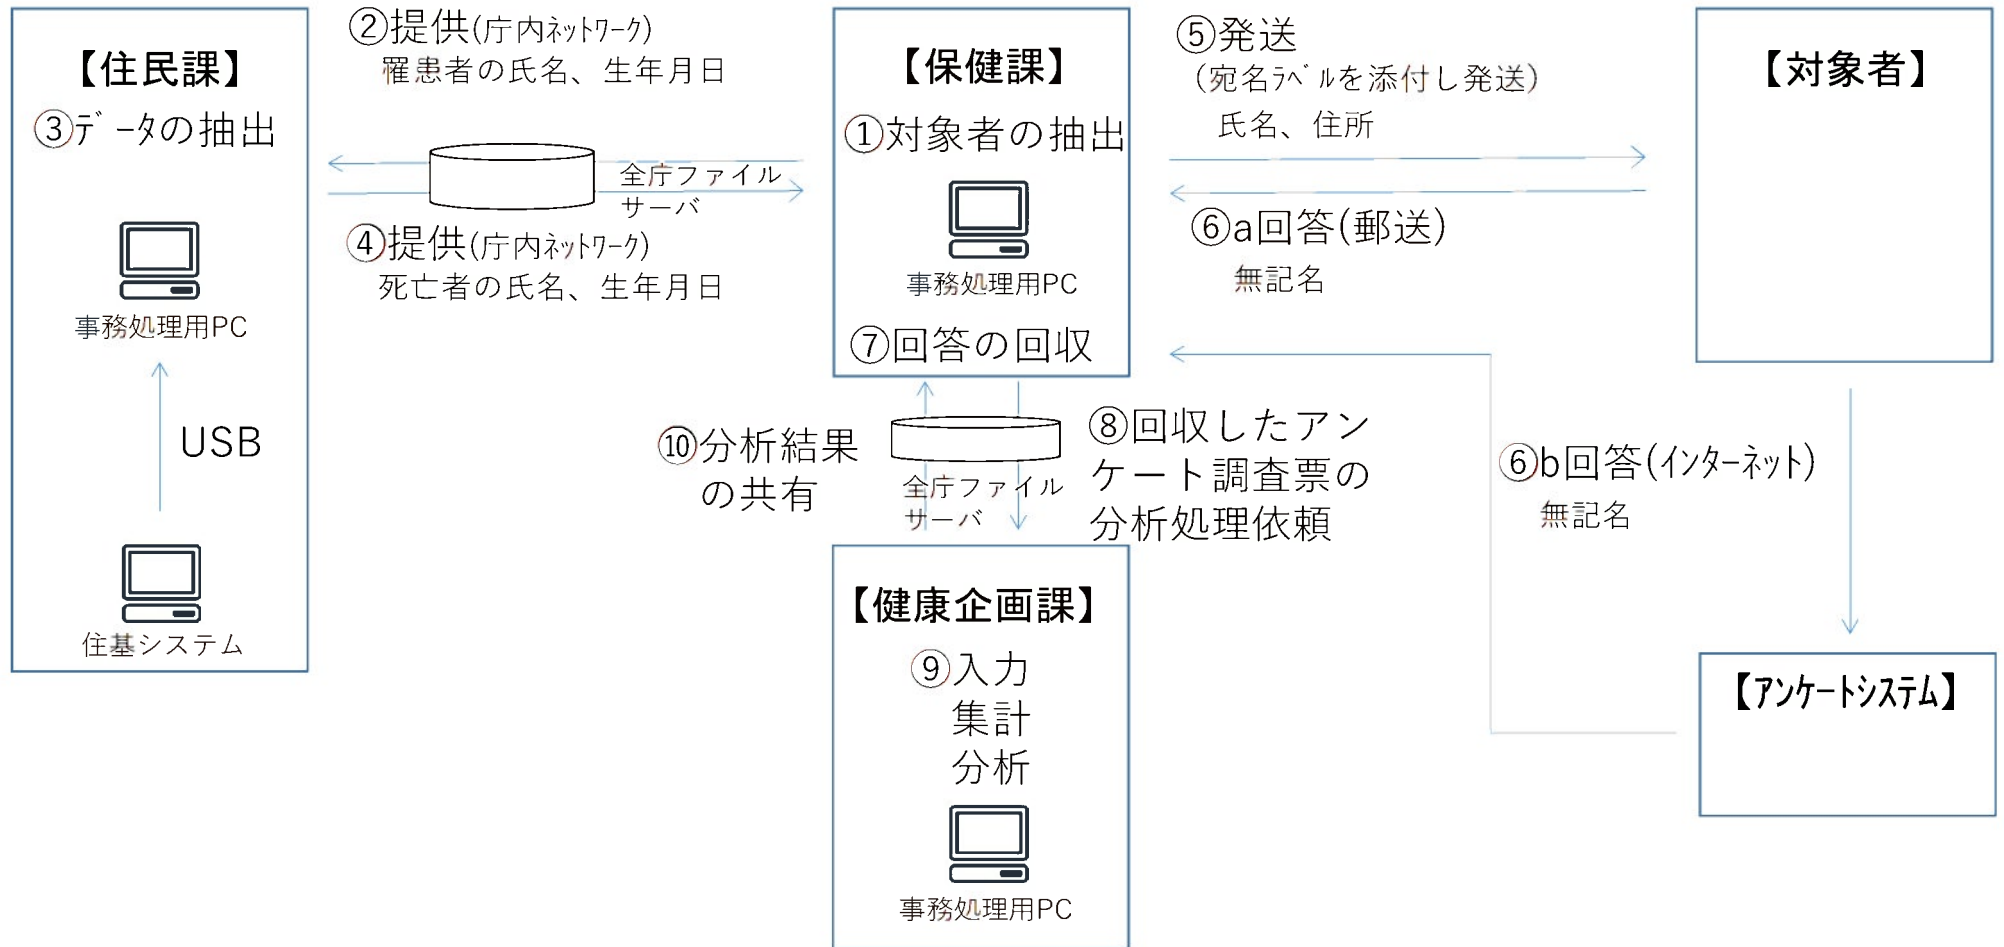 【住民課】
③ﾃﾞｰﾀの抽出
事務処理用PC
USB
住基システム
②提供(庁内ﾈｯﾄﾜｰｸ)
罹患者の氏名、生年月日
全庁ファイル
サーバ
④提供(庁内ﾈｯﾄﾜｰｸ)
死亡者の氏名、生年月日
【保健課】
①対象者の抽出
事務処理用PC
⑦回答の回収
⑤発送
（宛名ﾗﾍﾞﾙを添付し発送）
氏名、住所
⑥a回答(郵送)
無記名
【対象者】
⑩分析結果
の共有
全庁ファイル
サーバ
⑧回収したアン
ケート調査票の
分析処理依頼
⑥b回答(ｲﾝﾀｰﾈｯﾄ)
無記名
【健康企画課】
⑨入力
集計
分析
事務処理用PC
【ｱﾝｹｰﾄｼｽﾃﾑ】